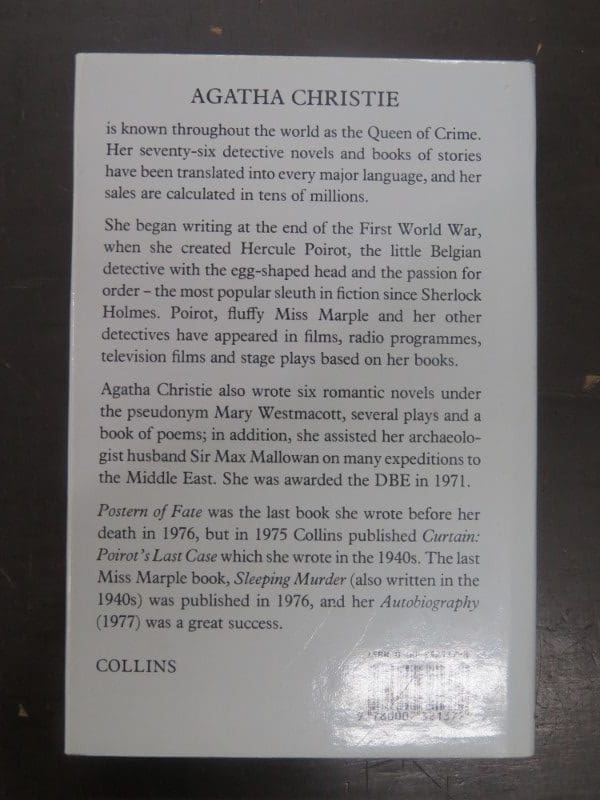 AGATHA CHRISTIE
is known throughout the world as the Queen of Crime.
Her seventy-six detective novels and books of stories
have been translated into every major language, and her
sales are calculated in tens of millions.
She began writing at the end of the First World War,
when she created Hercule Poirot, the little Belgian
detective with the egg-shaped head and the passion for
order – the most popular sleuth in fiction since Sherlock
Holmes. Poirot, fluffy Miss Marple and her other
detectives have appeared in films, radio programmes,
television films and stage plays based on her books.
Agatha Christie also wrote six romantic novels under
the pseudonym Mary Westmacott, several plays and a
book of poems; in addition, she assisted her archaeolo-
gist husband Sir Max Mallowan on many expeditions to
the Middle East. She was awarded the DBE in 1971.
Postern of Fate was the last book she wrote before her
death in 1976, but in 1975 Collins published Curtain:
Poirot's Last Case which she wrote in the 1940s. The last
Miss Marple book, Sleeping Murder (also written in the
1940s) was published in 1976, and her Autobiography
(1977) was a great success.
COLLINS
ISBN